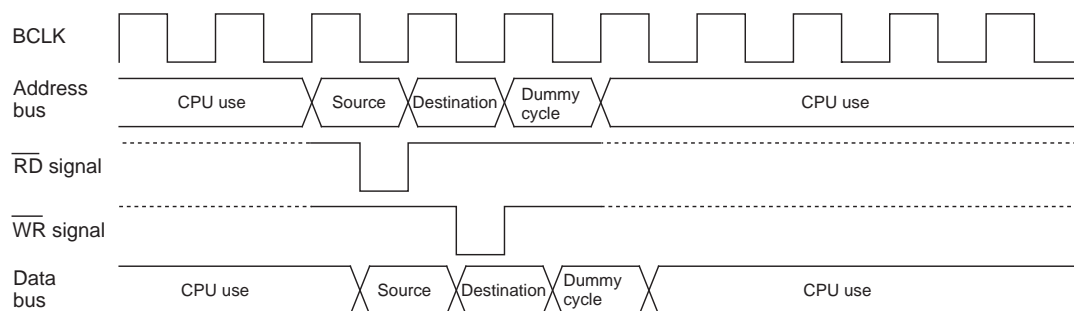 BCLK
Address
bus
CPU use
Source
Destination
Dummy
cycle
CPU use
RD signal
WR signal
Data
bus
CPU use
Source
Destination
Dummy
cycle
CPU use